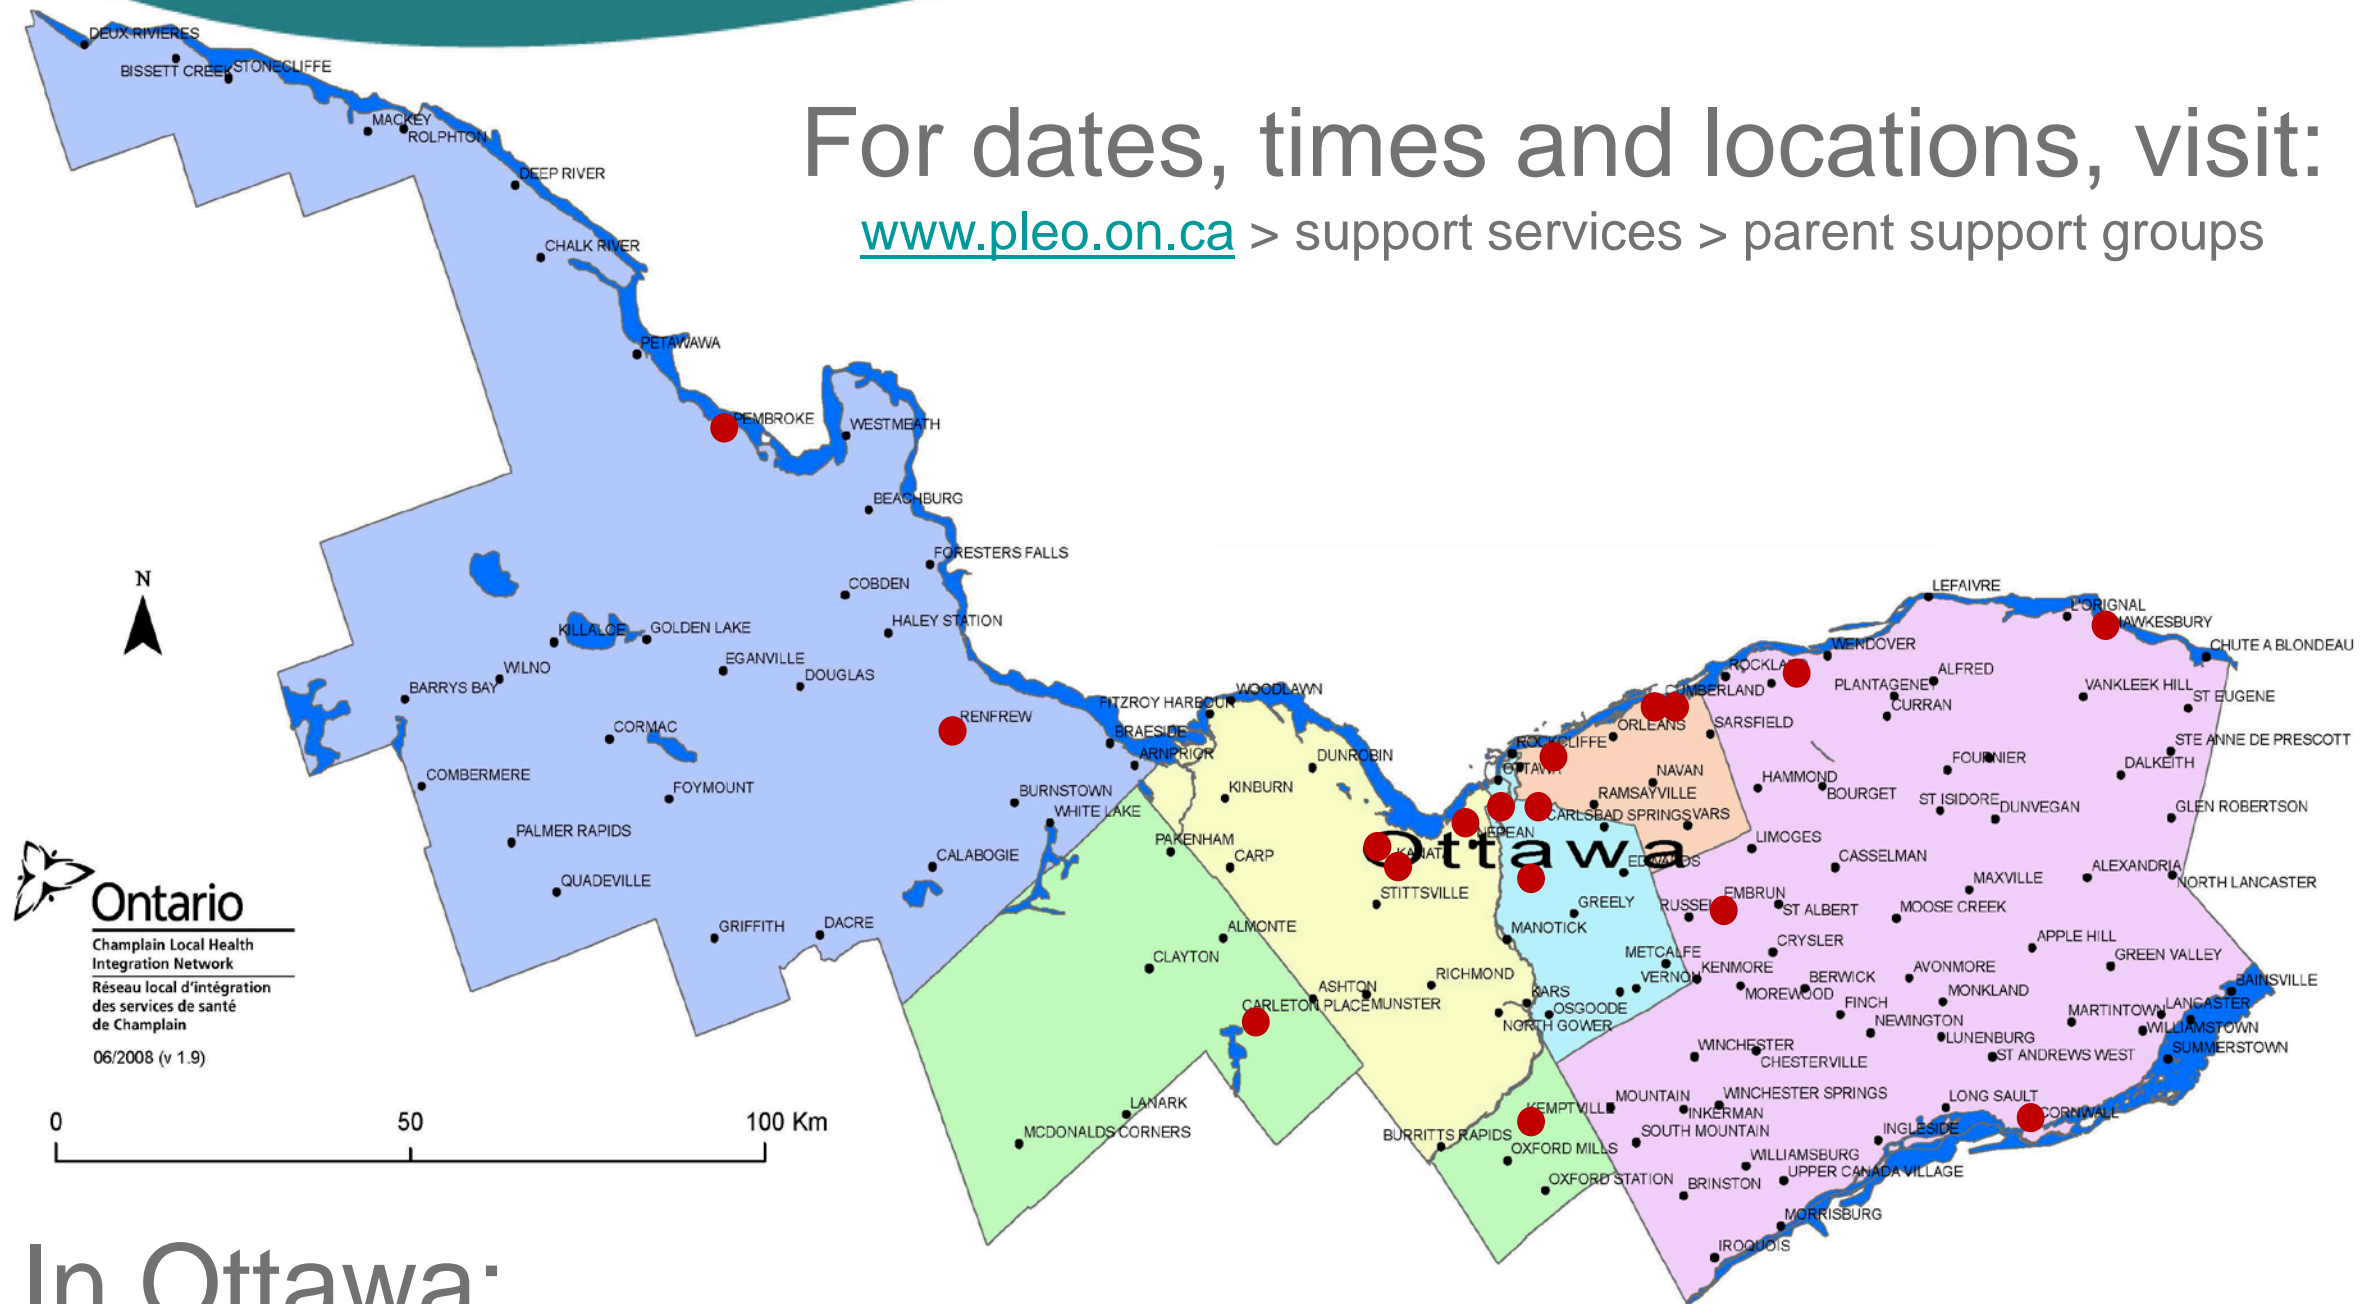 For dates, times and locations, visit:
www.pleo.on.ca > support services > parent support groups
DEUX RIVIERES
BISSETT CREEK
STONECLIFFE
MACKEY
ROLPHTON
DEEP RIVER
CHALK RIVER
PETAWAWA
PEMBROKE
WESTMEATH
BEACHBURG
FORESTERS FALLS
COBDEN
HALEY STATION
N
KILLALOE
GOLDEN LAKE
EGANVILLE
DOUGLAS
WILNO
BARRYS BAY
CORMAC
RENFREW
COMBERMERE
FOYMOUNT
BURNSTOWN
WHITE LAKE
PALMER RAPIDS
CALABOGIE
QUADEVILLE
GRIFFITH
DACRE
FITZROY HARBOUR
WOODLAWN
BRAESIDE
ARNPRIOR
DUNROBIN
KINBURN
PAKENHAM
CARP
STITTSVILLE
ALMONTE
CLAYTON
ASHTON
CARLETON PLACE
MUNSTER
RICHMOND
LANARK
MCDONALDS CORNERS
Ottawa
KANATA
NEPEAN
OTTAWA
ROCKCLIFFE
ORLEANS
CUMBERLAND
SARSFIELD
NAVAN
RAMSAYVILLE
CARLSBAD SPRINGS
VARS
EDWARDS
GREELY
MANOTICK
METCALFE
VERNON
KARS
OSGOODE
NORTH GOWER
KEMPTVILLE
BURRITTS RAPIDS
OXFORD MILLS
OXFORD STATION
LEFAIVRE
L'ORIGNAL
HAWKESBURY
CHUTE A BLONDEAU
WENDOVER
ROCKLAND
ALFRED
PLANTAGENET
CURRAN
VANKLEEK HILL
ST EUGENE
STE ANNE DE PRESCOTT
FOURNIER
DALKEITH
HAMMOND
BOURGET
ST ISIDORE
DUNVEGAN
GLEN ROBERTSON
LIMOGES
CASSELMAN
ALEXANDRIA
MAXVILLE
NORTH LANCASTER
EMBRUN
RUSSELL
ST ALBERT
MOOSE CREEK
CRYSLER
APPLE HILL
GREEN VALLEY
KENMORE
BERWICK
AVONMORE
BAINSVILLE
MOREWOOD
FINCH
MONKLAND
MARTINTOWN
LANCASTER
NEWINGTON
LUNENBURG
WILLIAMSTOWN
WINCHESTER
CHESTERVILLE
ST ANDREWS WEST
SUMMERSTOWN
MOUNTAIN
WINCHESTER SPRINGS
LONG SAULT
INKERMAN
CORNWALL
SOUTH MOUNTAIN
INGLESIDE
WILLIAMSBURG
UPPER CANADA VILLAGE
BRINSTON
MORRISBURG
IROQUOIS
Ontario
Champlain Local Health
Integration Network
Réseau local d'intégration
des services de santé
de Champlain
06/2008 (v 1.9)
0 50 100 Km
In Ottawa: